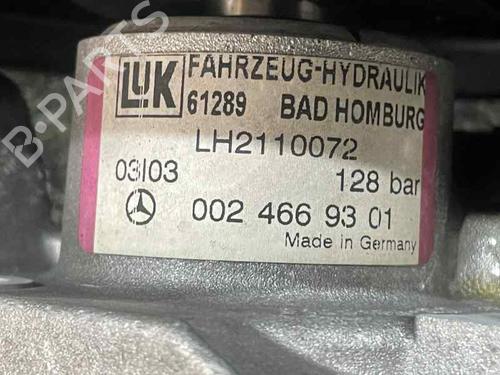 LUK FAHRZEUG-HYDRAULIK
61289 BAD HOMBURG
LH2110072
03I03 128 bar
002 466 93 01
Made in Germany
B-PARTS